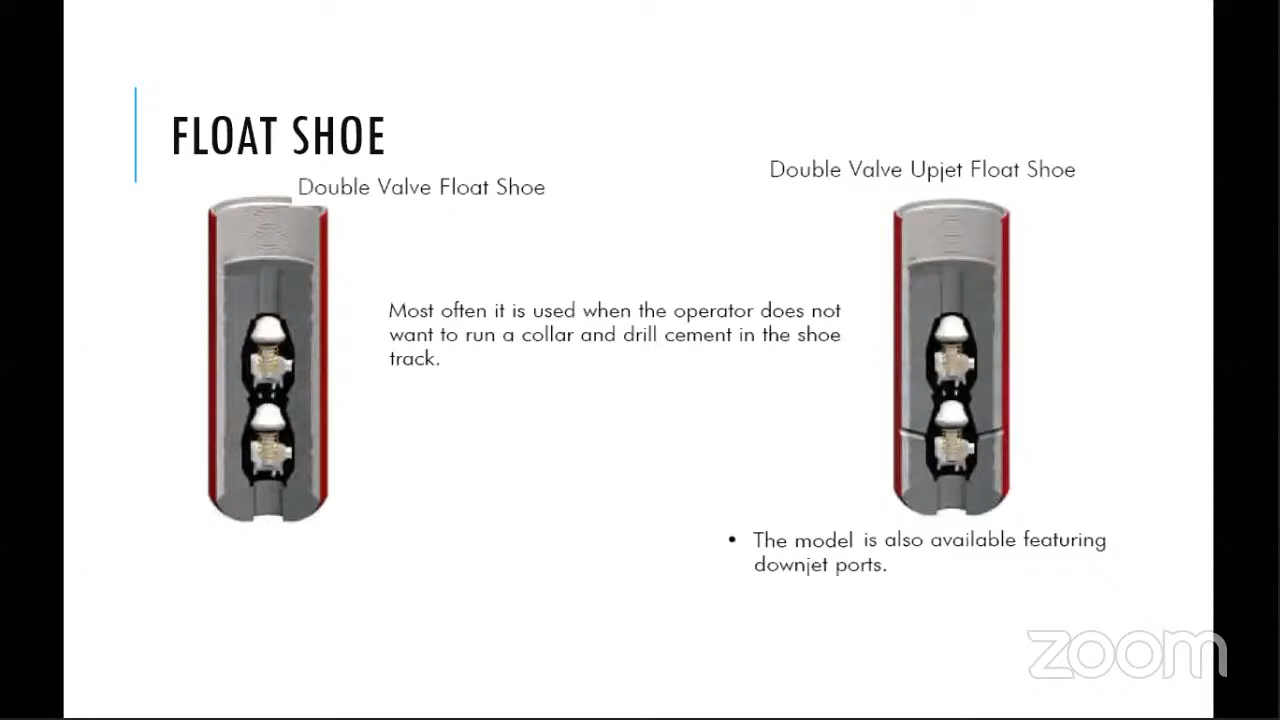 FLOAT SHOE
Double Valve Float Shoe
Double Valve Upjet Float Shoe
Most often it is used when the operator does not
want to run a collar and drill cement in the shoe
track.
• The model is also available featuring
downjet ports.
zoom